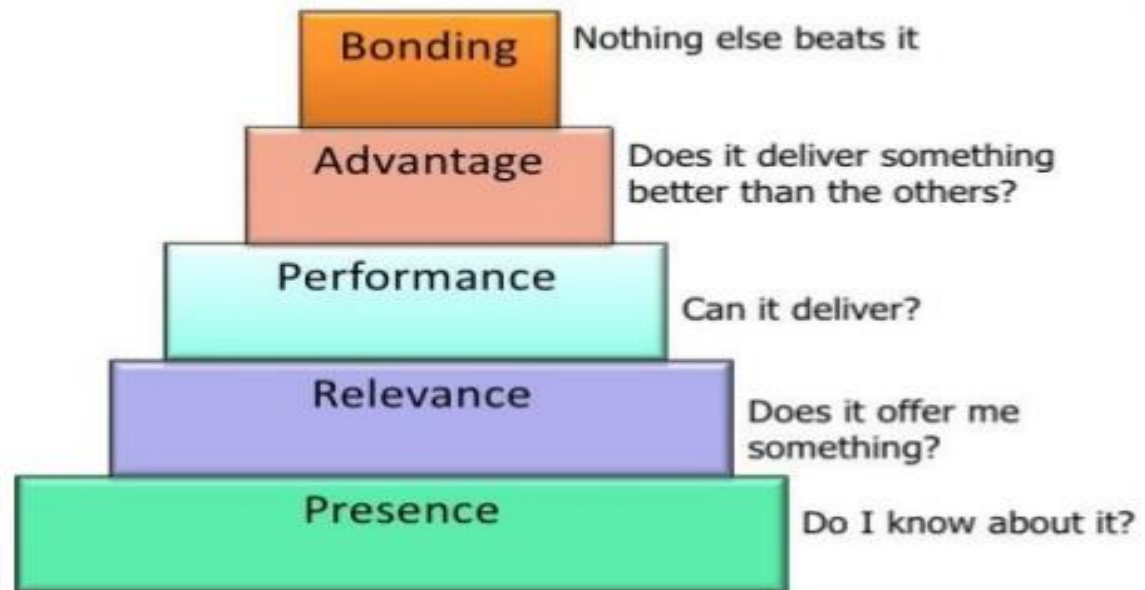 Bonding
Nothing else beats it
Advantage
Does it deliver something
better than the others?
Performance
Can it deliver?
Relevance
Does it offer me
something?
Presence
Do I know about it?